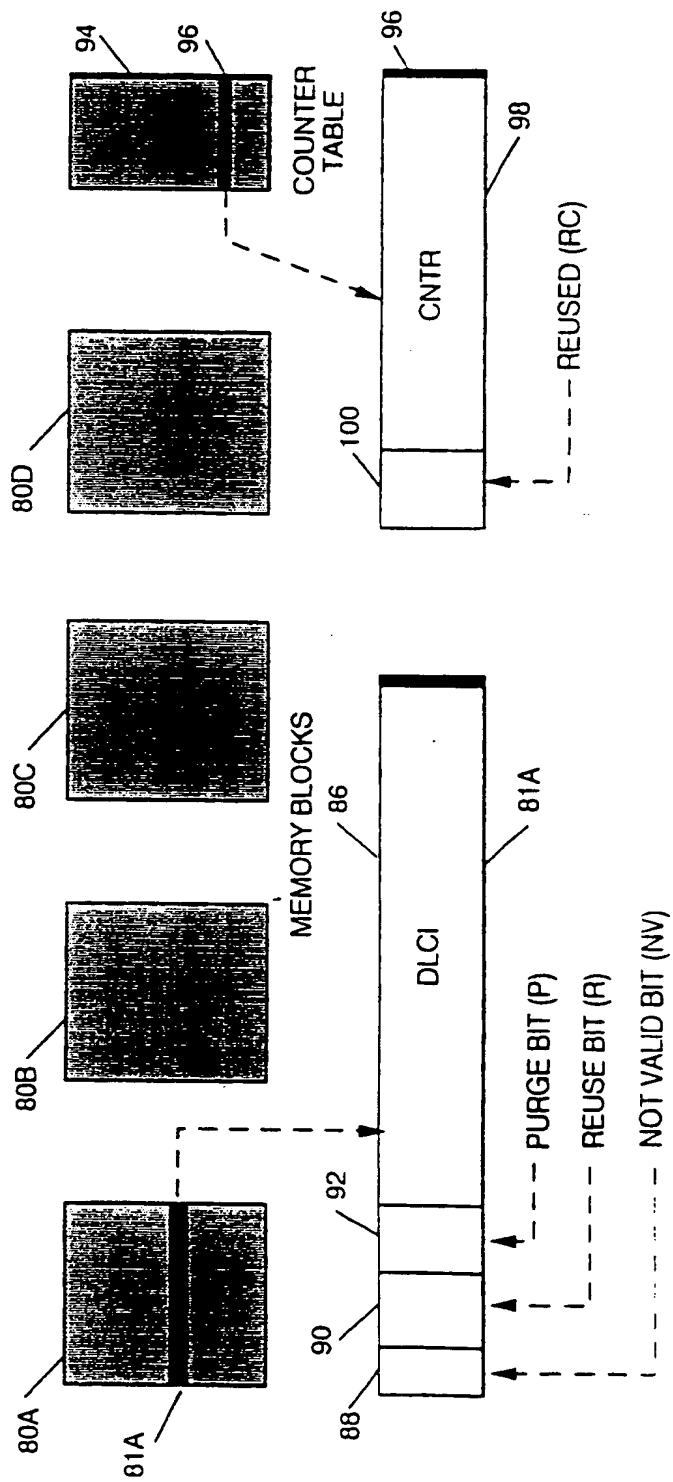 80A
80B
80C
80D
94
96
81A
MEMORY BLOCKS
COUNTER
TABLE
88
90
92
86
DLCI
81A
100
CNTR
96
98
PURGE BIT (P)
REUSE BIT (R)
NOT VALID BIT (NV)
REUSED (RC)